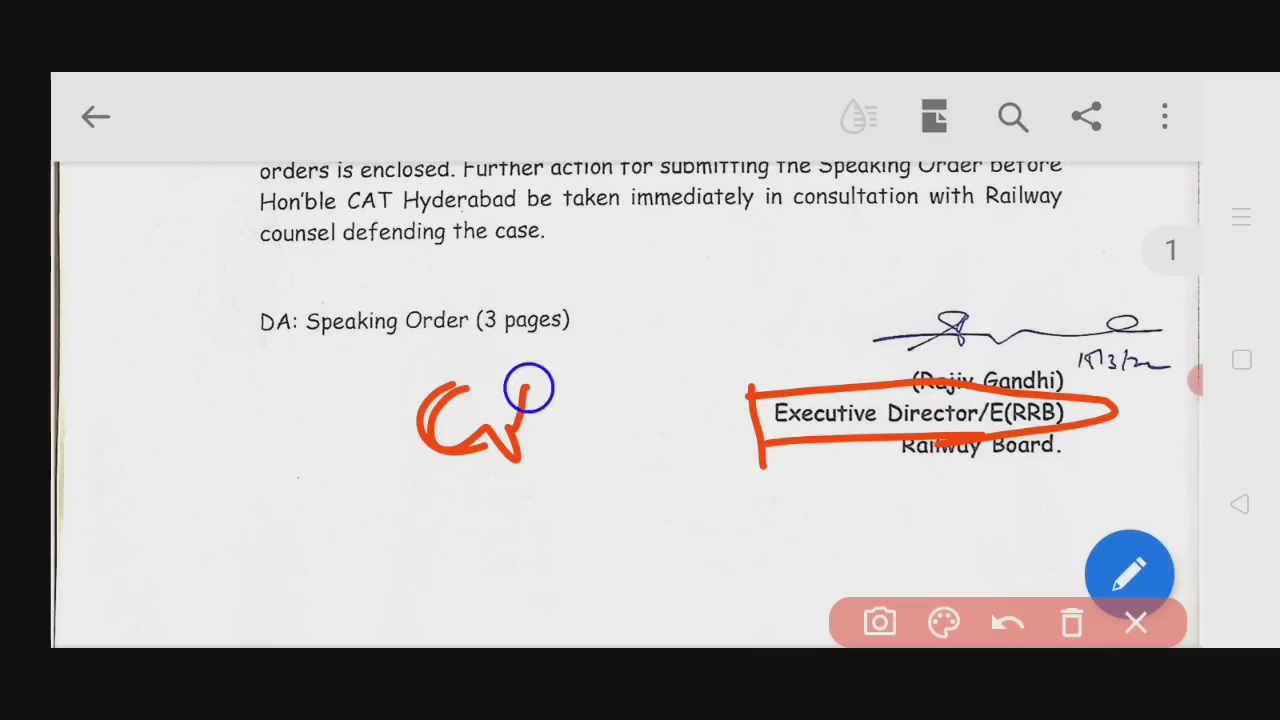 orders is enclosed. Further action for submitting the Speaking Order before
Hon'ble CAT Hyderabad be taken immediately in consultation with Railway
counsel defending the case.
1
DA: Speaking Order (3 pages)
(Rajiv Gandhi)
Executive Director/E(RRB)
Railway Board.